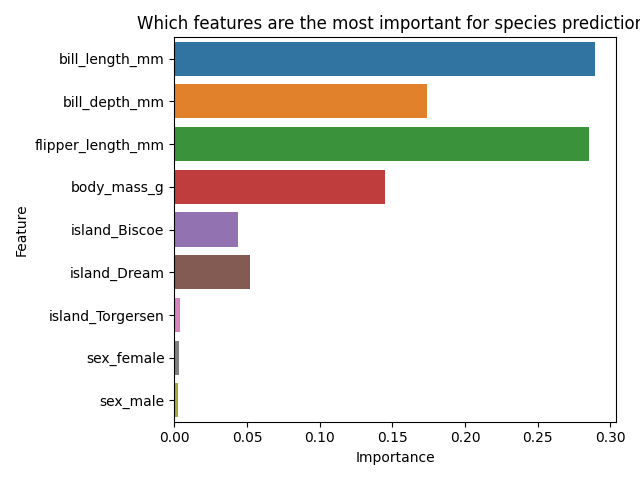 Which features are the most important for species prediction
bill_length_mm
bill_depth_mm
flipper_length_mm
body_mass_g
island_Biscoe
island_Dream
island_Torgersen
sex_female
sex_male
Feature
0.00 0.05 0.10 0.15 0.20 0.25 0.30
Importance